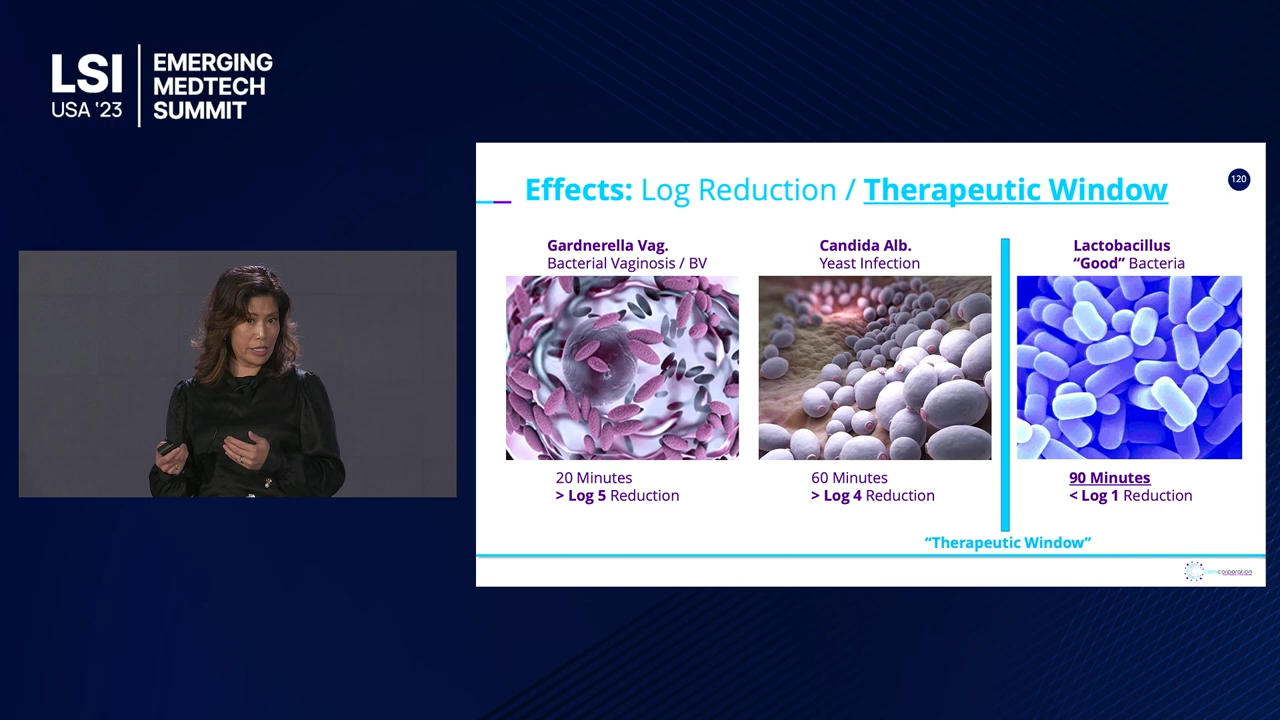 LSI
USA '23
EMERGING
MEDTECH
SUMMIT
Effects: Log Reduction / Therapeutic Window
120
Gardnerella Vag.
Bacterial Vaginosis / BV
Candida Alb.
Yeast Infection
Lactobacillus
“Good” Bacteria
20 Minutes
> Log 5 Reduction
60 Minutes
> Log 4 Reduction
90 Minutes
< Log 1 Reduction
“Therapeutic Window”